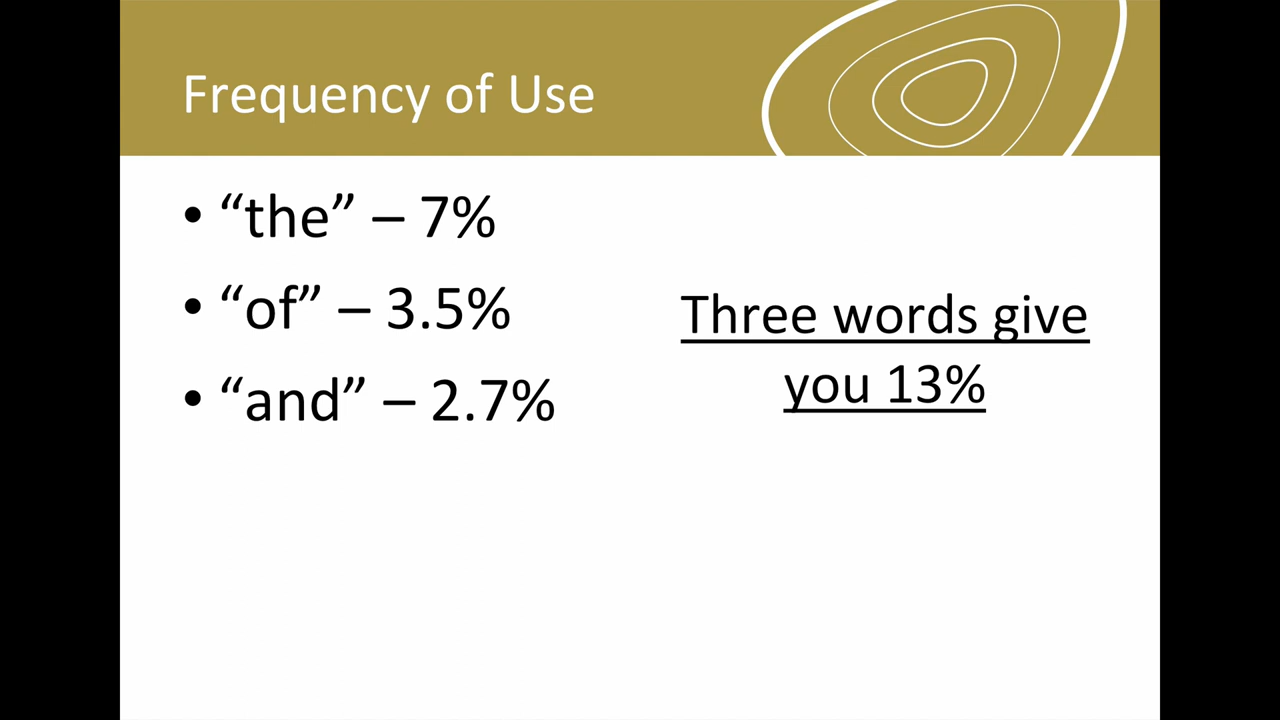 Frequency of Use
• “the” – 7%
• “of” – 3.5%
• “and” – 2.7%
Three words give
you 13%